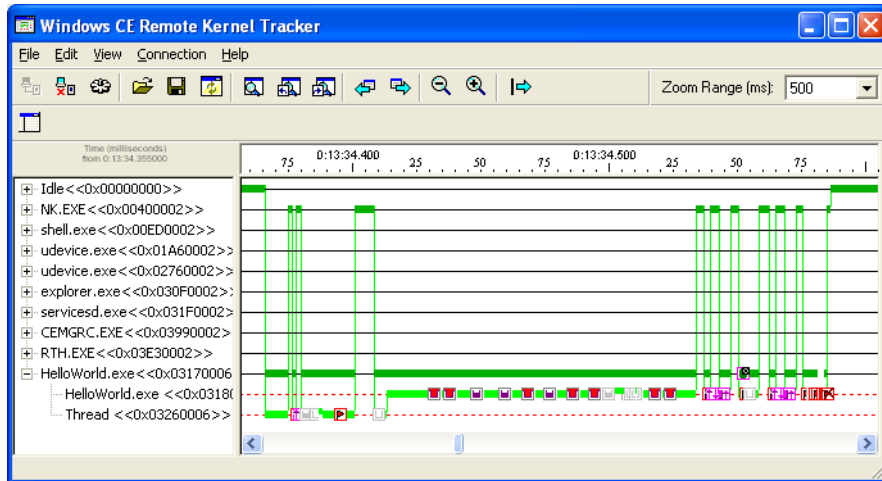 Windows CE Remote Kernel Tracker
File Edit View Connection Help
Zoom Range (ms): 500
Time (milliseconds)
from 0:13:34.355000
75 0:13:34.400 25 50 75 0:13:34.500 25 50 75
Idle<<0x00000000>>
NK.EXE<<0x00400002>>
shell.exe<<0x00ED0002>>
udevice.exe<<0x01A60002>>
udevice.exe<<0x02760002>>
explorer.exe<<0x030F0002>>
servicesd.exe<<0x031F0002>
CEMGRC.EXE<<0x03990002>
RTH.EXE<<0x03E30002>>
HelloWorld.exe<<0x03170006
HelloWorld.exe <<0x0318(
Thread <<0x03260006>>